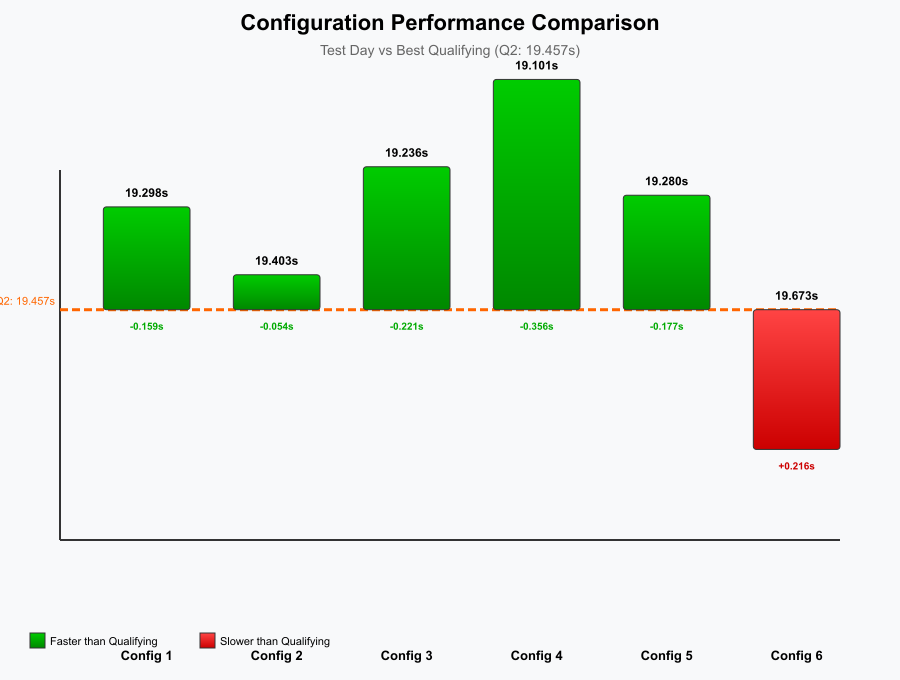 Configuration Performance Comparison
Test Day vs Best Qualifying (Q2: 19.457s)
19.101s
19.236s
19.280s
19.298s
19.403s
19.673s
Q2: 19.457s
-0.159s
-0.054s
-0.221s
-0.356s
-0.177s
+0.216s
Faster than Qualifying
Slower than Qualifying
Config 1
Config 2
Config 3
Config 4
Config 5
Config 6